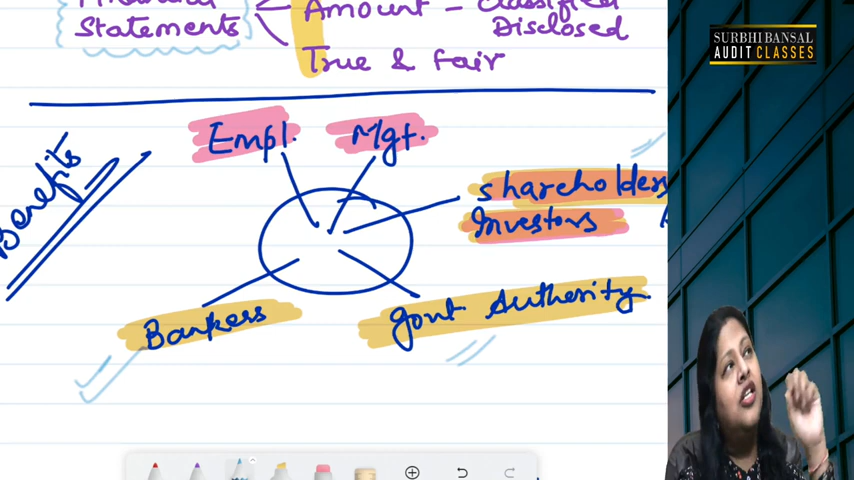 SURBHI BANSAL
AUDIT CLASSES
Amount – Classified
Statements
Disclosed
True & Fair
Benefits
Empl.
Mgt.
shareholders
Investors
Bankers
Govt Authority